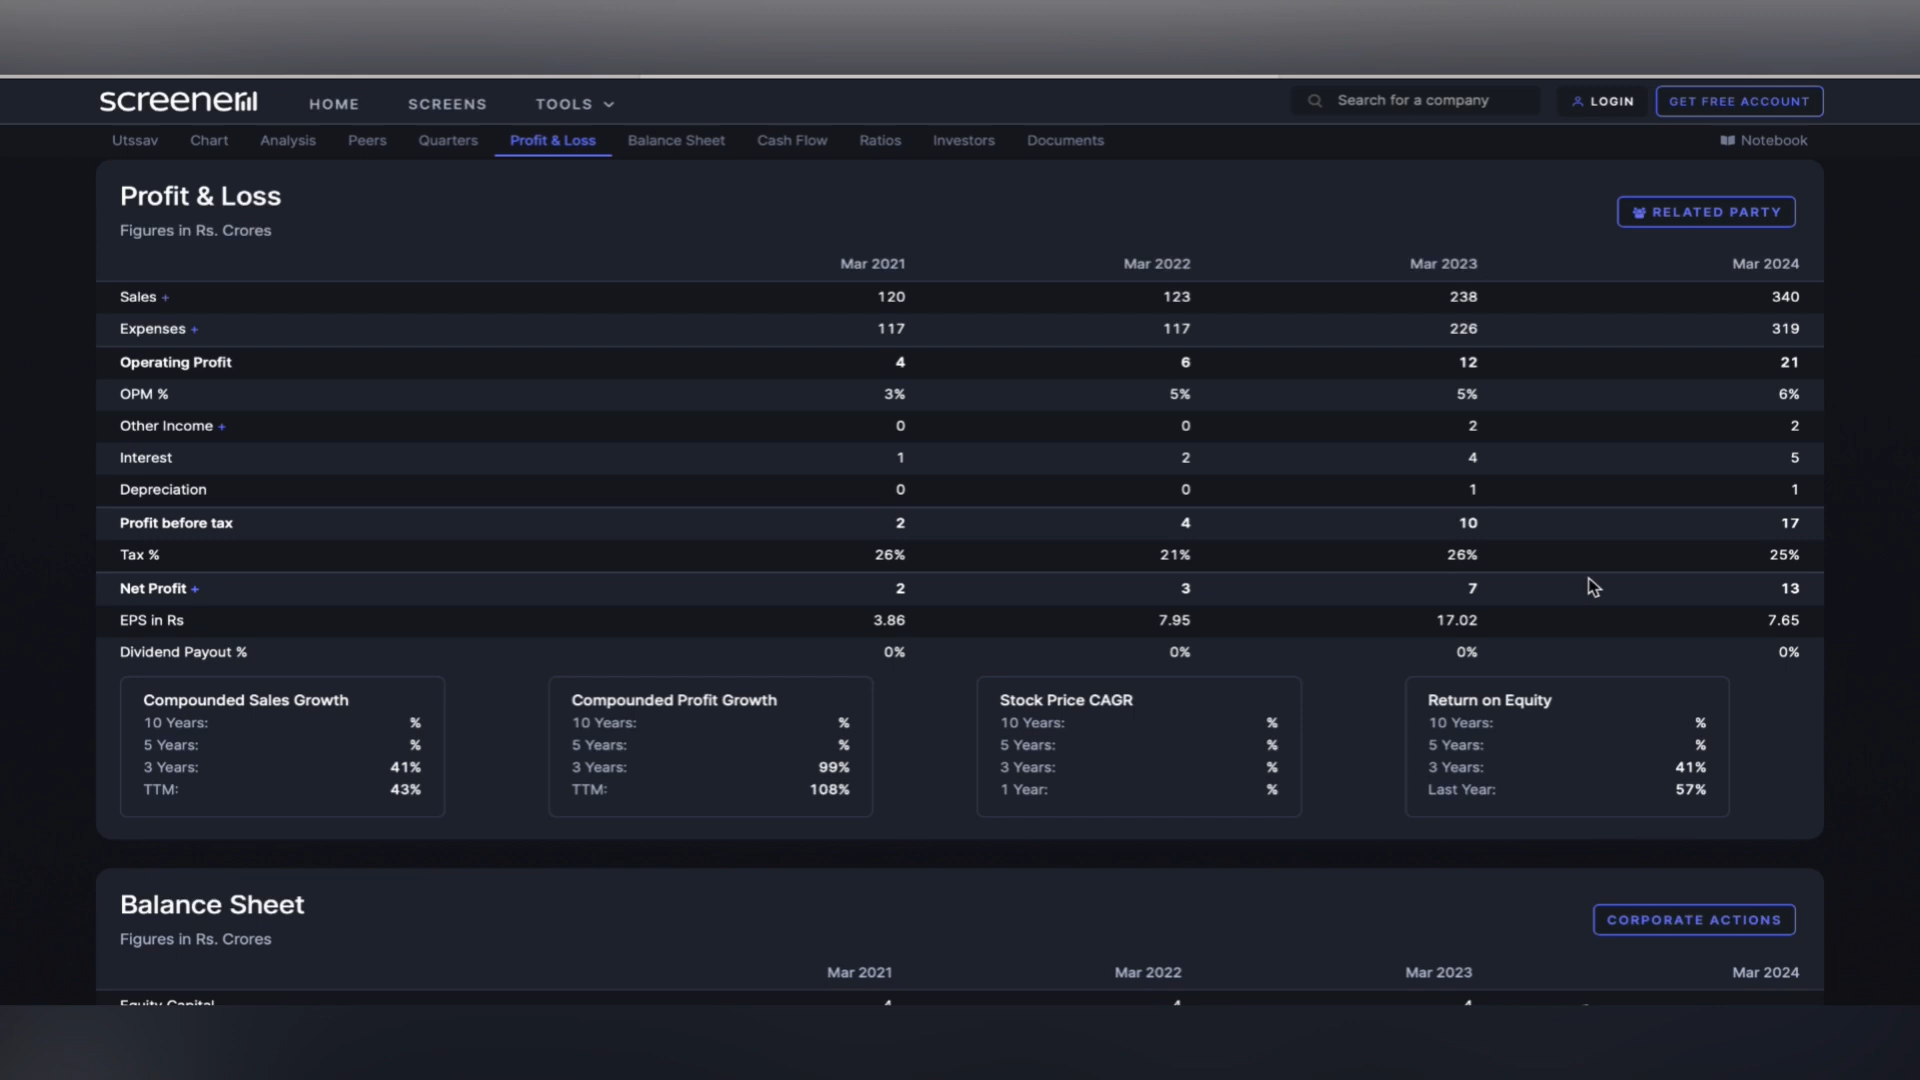 screener
HOME SCREENS TOOLS Search for a company LOGIN GET FREE ACCOUNT
Utssav Chart Analysis Peers Quarters Profit & Loss Balance Sheet Cash Flow Ratios Investors Documents Notebook
Profit & Loss
Figures in Rs. Crores
RELATED PARTY
Mar 2021 Mar 2022 Mar 2023 Mar 2024
Sales + 120 123 238 340
Expenses + 117 117 226 319
Operating Profit 4 6 12 21
OPM % 3% 5% 5% 6%
Other Income + 0 0 2 2
Interest 1 2 4 5
Depreciation 0 0 1 1
Profit before tax 2 4 10 17
Tax % 26% 21% 26% 25%
Net Profit + 2 3 7 13
EPS in Rs 3.86 7.95 17.02 7.65
Dividend Payout % 0% 0% 0% 0%
Compounded Sales Growth
10 Years: %
5 Years: %
3 Years: 41%
TTM: 43%
Compounded Profit Growth
10 Years: %
5 Years: %
3 Years: 99%
TTM: 108%
Stock Price CAGR
10 Years: %
5 Years: %
3 Years: %
1 Year: %
Return on Equity
10 Years: %
5 Years: %
3 Years: 41%
Last Year: 57%
Balance Sheet
Figures in Rs. Crores
CORPORATE ACTIONS
Mar 2021 Mar 2022 Mar 2023 Mar 2024
Equity Capital 4 4 4